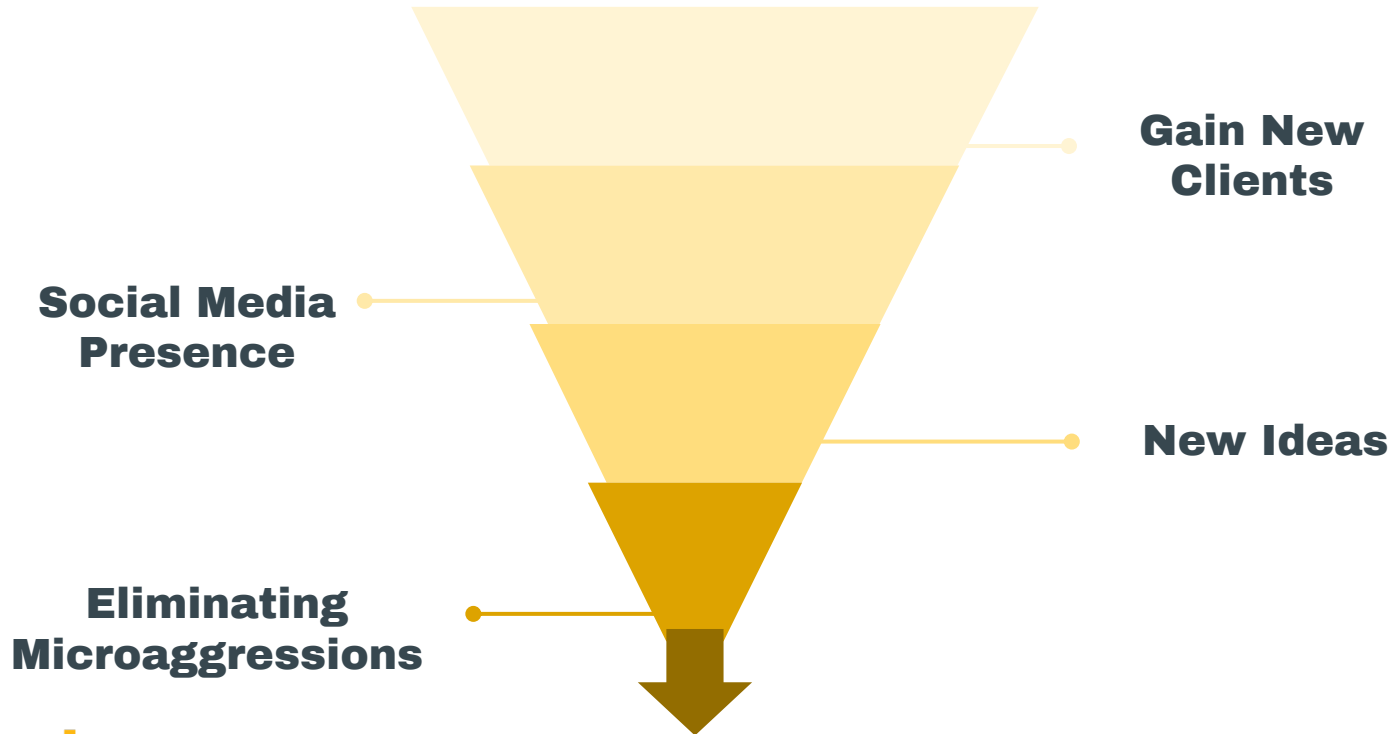 Gain New
Clients
Social Media
Presence
New Ideas
Eliminating
Microaggressions